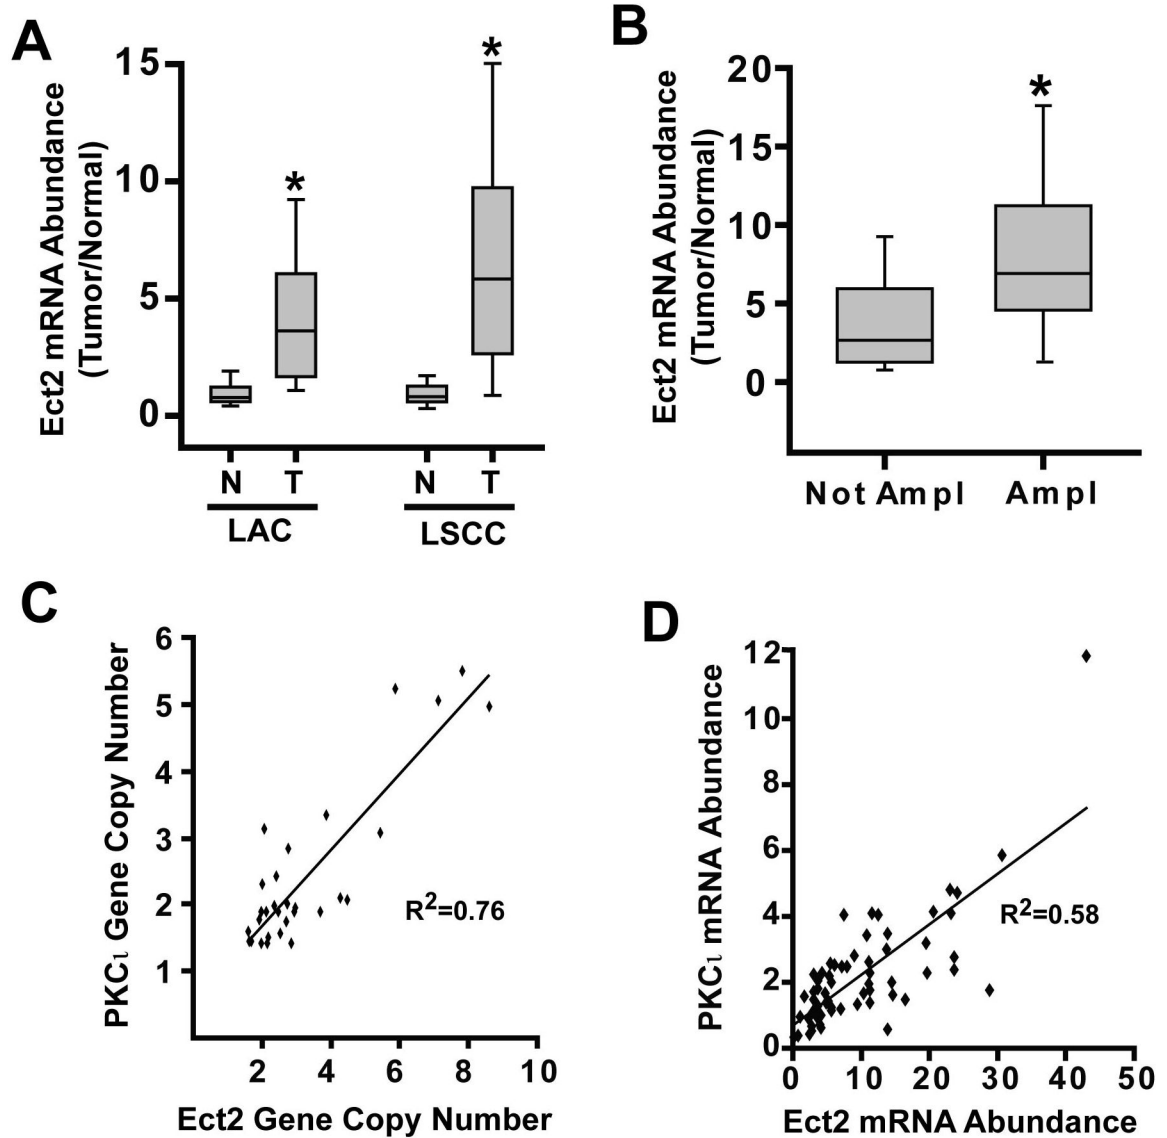 A
Ect2 mRNA Abundance
(Tumor/Normal)
15
10
5
0
*
*
N
T
N
T
LAC
LSCC
B
Ect2 mRNA Abundance
(Tumor/Normal)
20
15
10
5
0
*
Not Ampl
Ampl
C
PKCι Gene Copy Number
6
5
4
3
2
1
R²=0.76
2
4
6
8
10
Ect2 Gene Copy Number
D
PKCι mRNA Abundance
12
10
8
6
4
2
0
R²=0.58
0
10
20
30
40
50
Ect2 mRNA Abundance